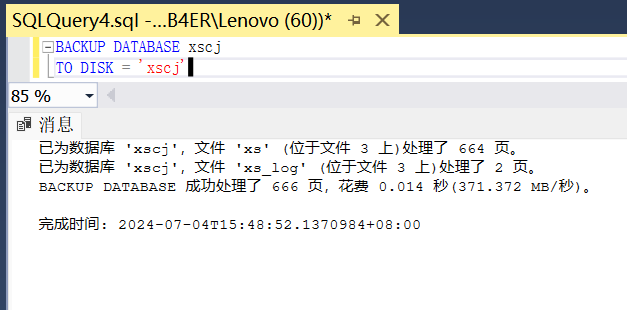 SQLQuery4.sql -...B4ER\Lenovo (60))*
BACKUP DATABASE xscj
TO DISK = 'xscj'
85 %
消息
已为数据库 'xscj'，文件 'xs' (位于文件 3 上)处理了 664 页。
已为数据库 'xscj'，文件 'xs_log' (位于文件 3 上)处理了 2 页。
BACKUP DATABASE 成功处理了 666 页，花费 0.014 秒(371.372 MB/秒)。
完成时间: 2024-07-04T15:48:52.1370984+08:00